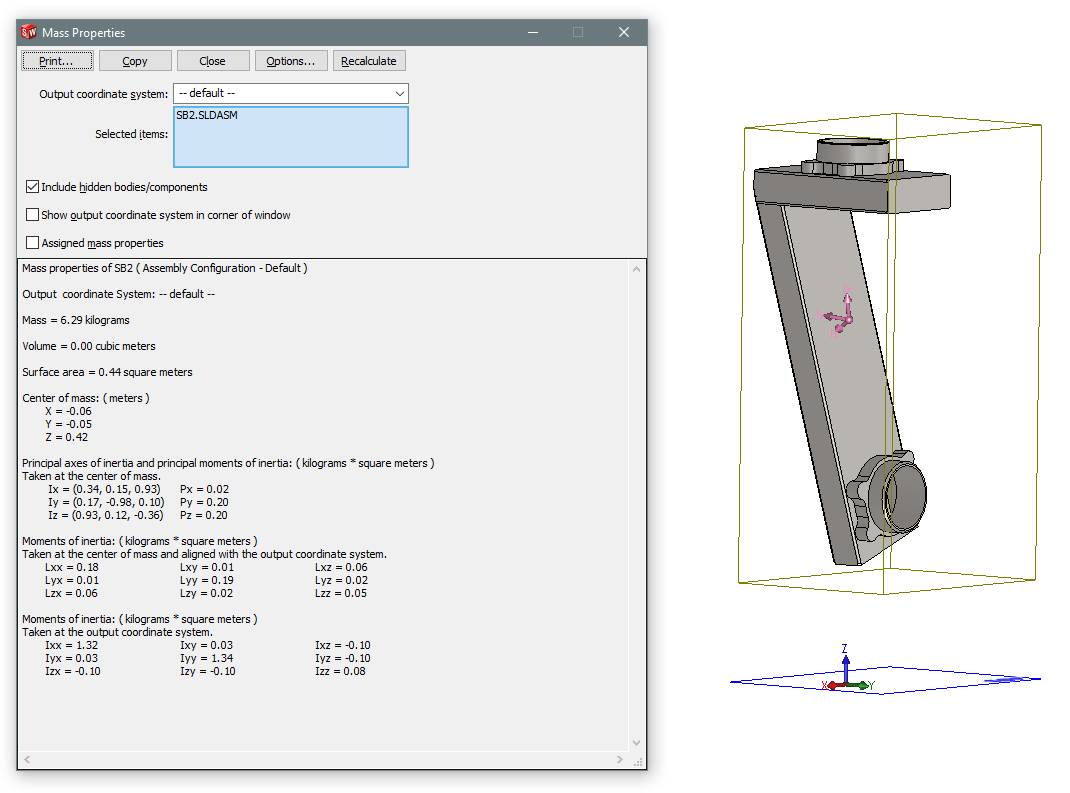 Mass Properties
Print... Copy Close Options... Recalculate
Output coordinate system: -- default --
SB2.SLDASM
Selected items:
Include hidden bodies/components
Show output coordinate system in corner of window
Assigned mass properties
Mass properties of SB2 ( Assembly Configuration - Default )
Output coordinate System: -- default --
Mass = 6.29 kilograms
Volume = 0.00 cubic meters
Surface area = 0.44 square meters
Center of mass: ( meters )
X = -0.06
Y = -0.05
Z = 0.42
Principal axes of inertia and principal moments of inertia: ( kilograms * square meters )
Taken at the center of mass.
Ix = (0.34, 0.15, 0.93) Px = 0.02
Iy = (0.17, -0.98, 0.10) Py = 0.20
Iz = (0.93, 0.12, -0.36) Pz = 0.20
Moments of inertia: ( kilograms * square meters )
Taken at the center of mass and aligned with the output coordinate system.
Lxx = 0.18 Lxy = 0.01 Lxz = 0.06
Lyx = 0.01 Lyy = 0.19 Lyz = 0.02
Lzx = 0.06 Lzy = 0.02 Lzz = 0.05
Moments of inertia: ( kilograms * square meters )
Taken at the output coordinate system.
Ixx = 1.32 Ixy = 0.03 Ixz = -0.10
Iyx = 0.03 Iyy = 1.34 Iyz = -0.10
Izx = -0.10 Izy = -0.10 Izz = 0.08
Z
X Y